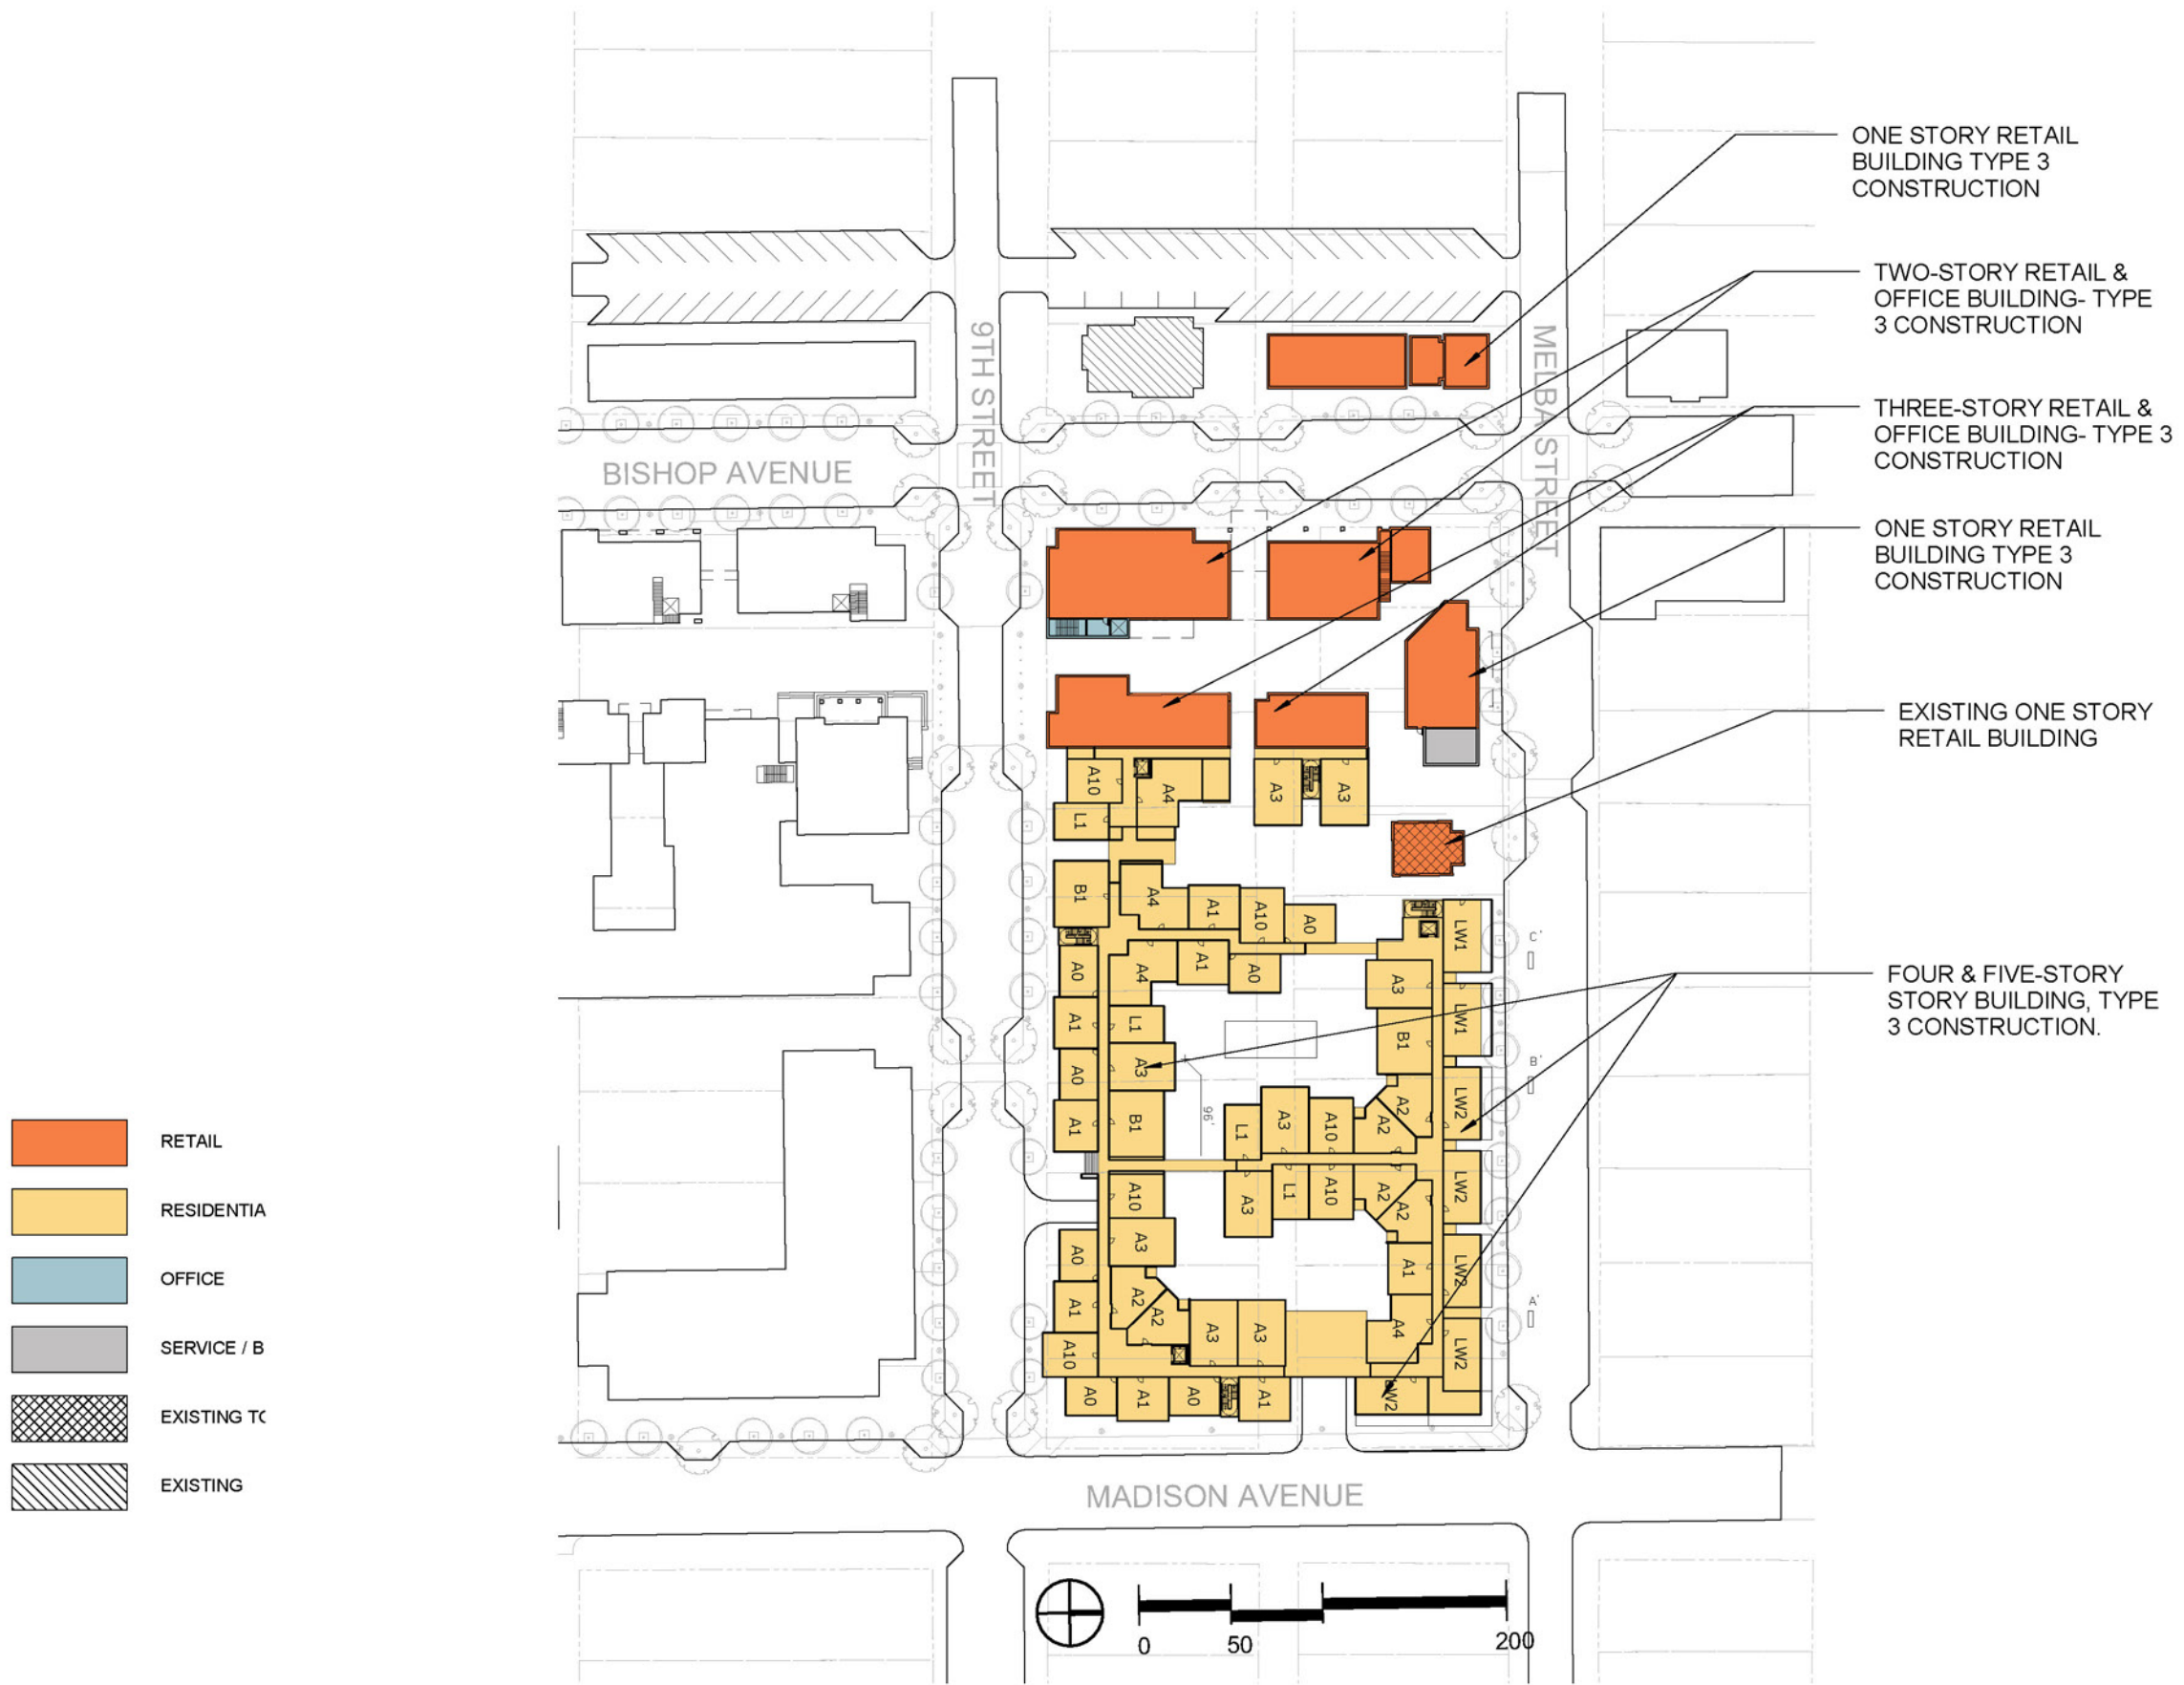 ONE STORY RETAIL
BUILDING TYPE 3
CONSTRUCTION
TWO-STORY RETAIL &
OFFICE BUILDING- TYPE
3 CONSTRUCTION
9TH STREET
MELBA STREET
THREE-STORY RETAIL &
OFFICE BUILDING- TYPE 3
CONSTRUCTION
BISHOP AVENUE
ONE STORY RETAIL
BUILDING TYPE 3
CONSTRUCTION
EXISTING ONE STORY
RETAIL BUILDING
A10
A4
A3
A3
L1
B1
A4
A1
A10
A0
LW1
C'
A0
A4
A1
A0
A3
FOUR & FIVE-STORY
STORY BUILDING, TYPE
3 CONSTRUCTION.
A1
L1
B1
LW1
A0
A3
B'
96'
A2
LW2
A1
B1
L1
A3
A10
A2
RETAIL
A10
A3
L1
A10
A2
A2
LW2
RESIDENTIA
A0
A3
A1
LW2
OFFICE
A1
A2
A2
A3
A3
A4
A'
LW2
SERVICE / B
A10
A0
A1
A0
A1
LW2
EXISTING TC
EXISTING
MADISON AVENUE
0
50
200